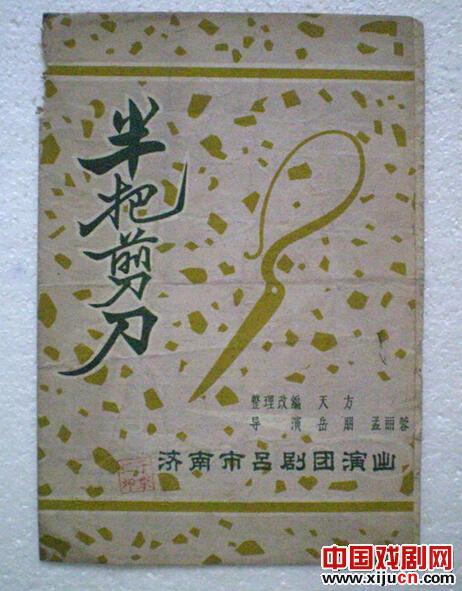 半把剪刀
整理改编 天方
导演 岳朋 孟丽蓉
济南市吕剧团演出
中国戏剧网
www.xijucn.com